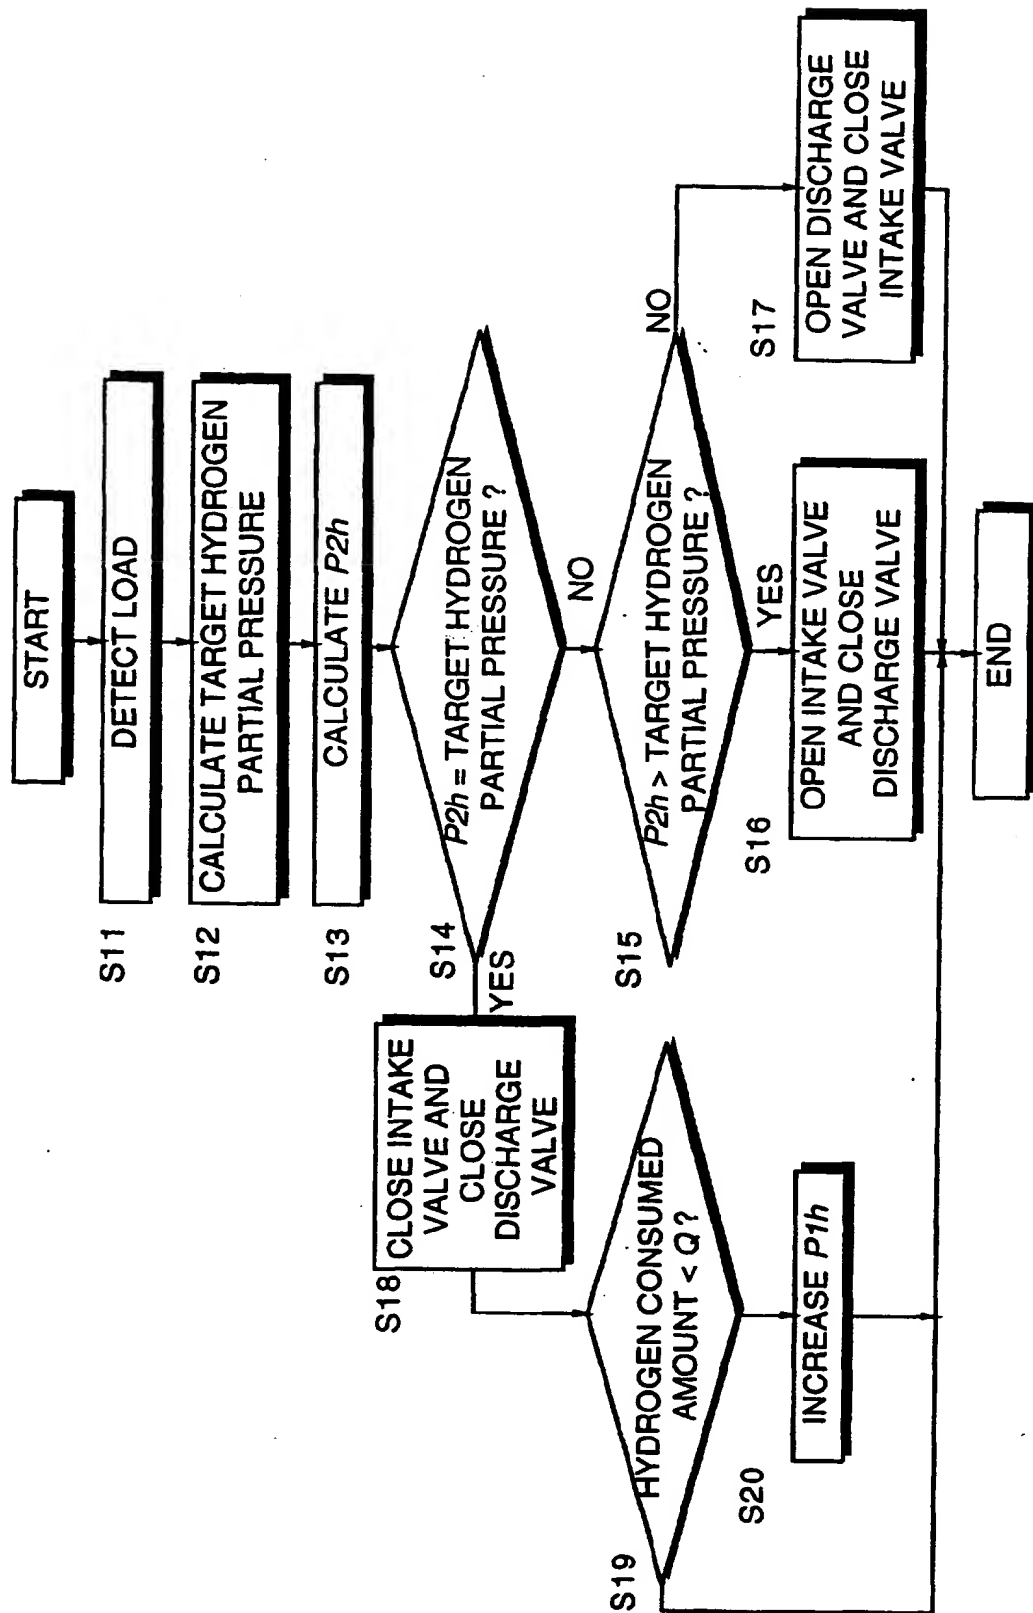 START
S11
DETECT LOAD
S12
CALCULATE TARGET HYDROGEN
PARTIAL PRESSURE
S13
CALCULATE P2h
S14
P2h = TARGET HYDROGEN
PARTIAL PRESSURE ?
YES
NO
S18
CLOSE INTAKE
VALVE AND
CLOSE
DISCHARGE
VALVE
S15
P2h > TARGET HYDROGEN
PARTIAL PRESSURE ?
NO
YES
S19
HYDROGEN CONSUMED
AMOUNT < Q ?
S20
INCREASE P1h
S16
OPEN INTAKE VALVE
AND CLOSE
DISCHARGE VALVE
S17
OPEN DISCHARGE
VALVE AND CLOSE
INTAKE VALVE
END